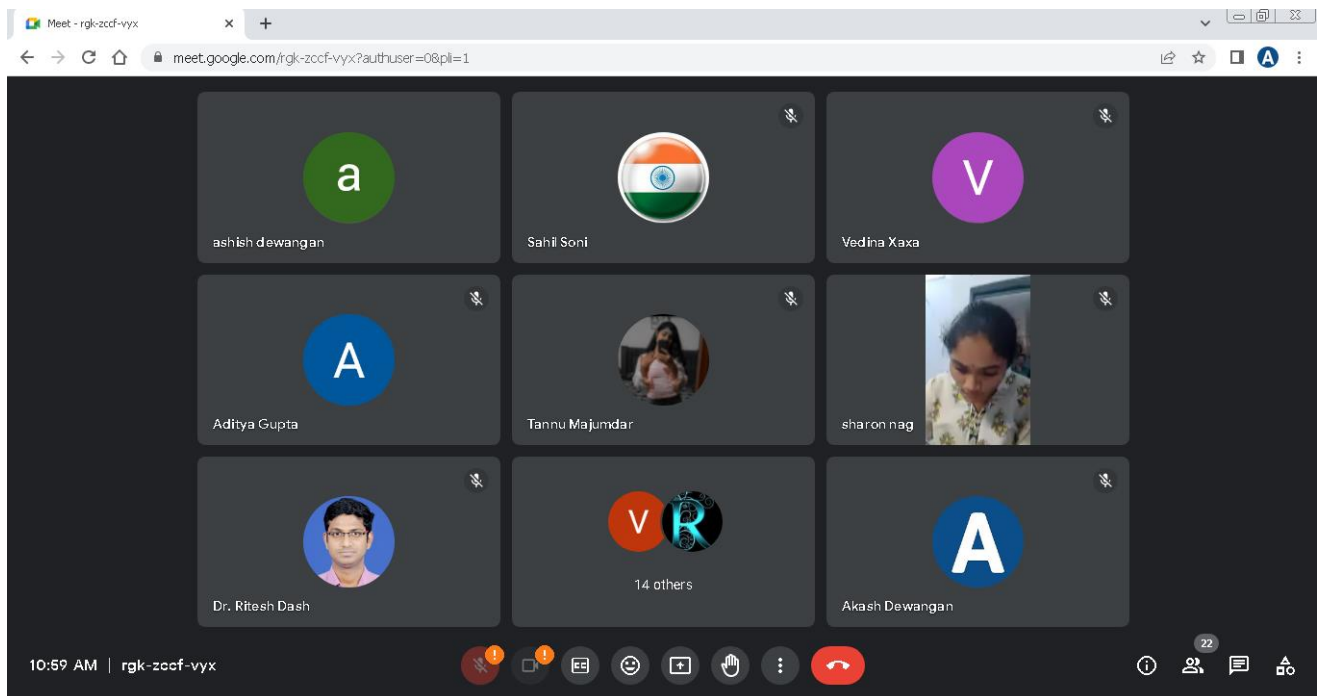 Meet - rgk-zccf-vyx
meet.google.com/rgk-zccf-vyx?authuser=0&pli=1
A
a
ashish dewangan
Sahil Soni
V
Vedina Xaxa
A
Aditya Gupta
Tannu Majumdar
sharon nag
Dr. Ritesh Dash
V R
14 others
A
Akash Dewangan
10:59 AM | rgk-zccf-vyx
! ! CC
22